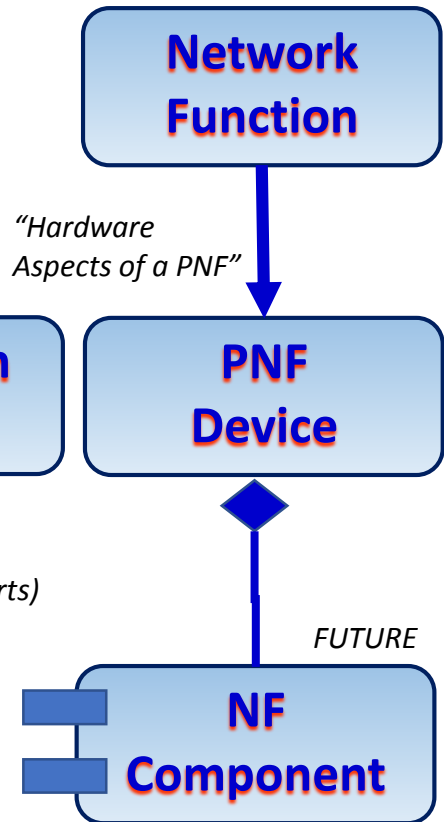 Network
Function
“Hardware
Aspects of a PNF”
PNF
Device
FUTURE
NF
Component